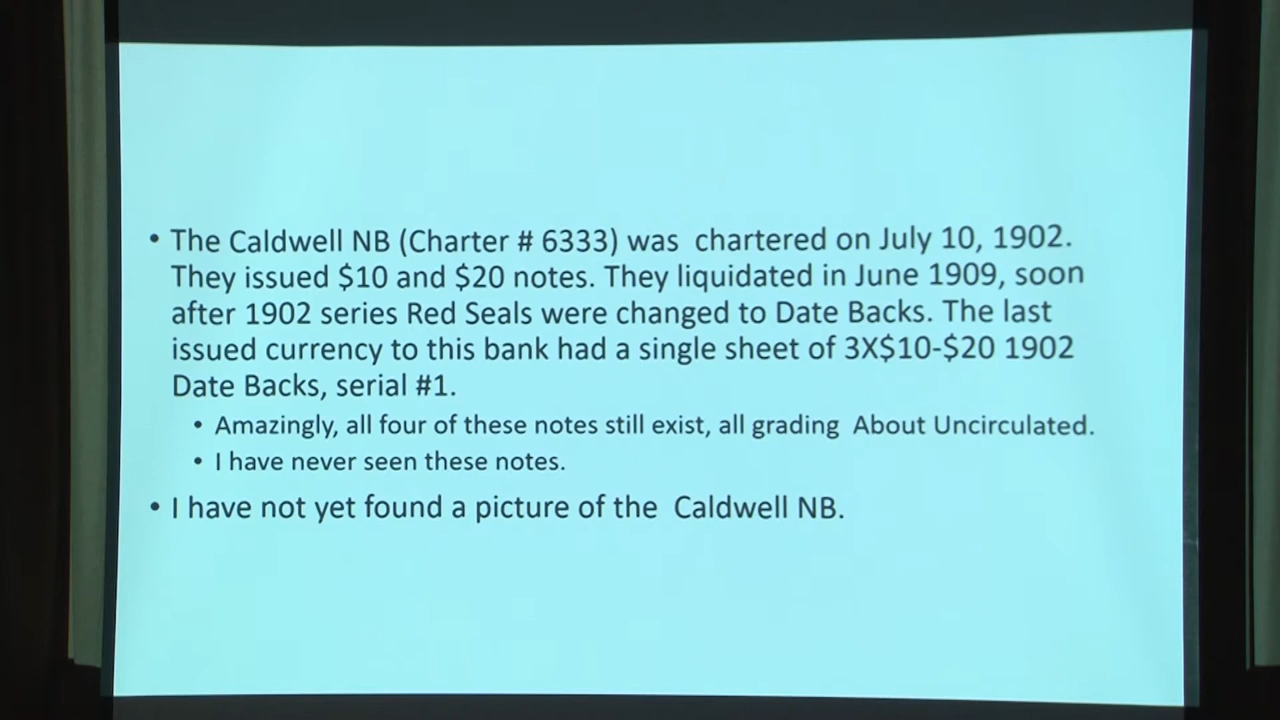 • The Caldwell NB (Charter # 6333) was chartered on July 10, 1902.
They issued $10 and $20 notes. They liquidated in June 1909, soon
after 1902 series Red Seals were changed to Date Backs. The last
issued currency to this bank had a single sheet of 3X$10-$20 1902
Date Backs, serial #1.
• Amazingly, all four of these notes still exist, all grading About Uncirculated.
• I have never seen these notes.
• I have not yet found a picture of the Caldwell NB.